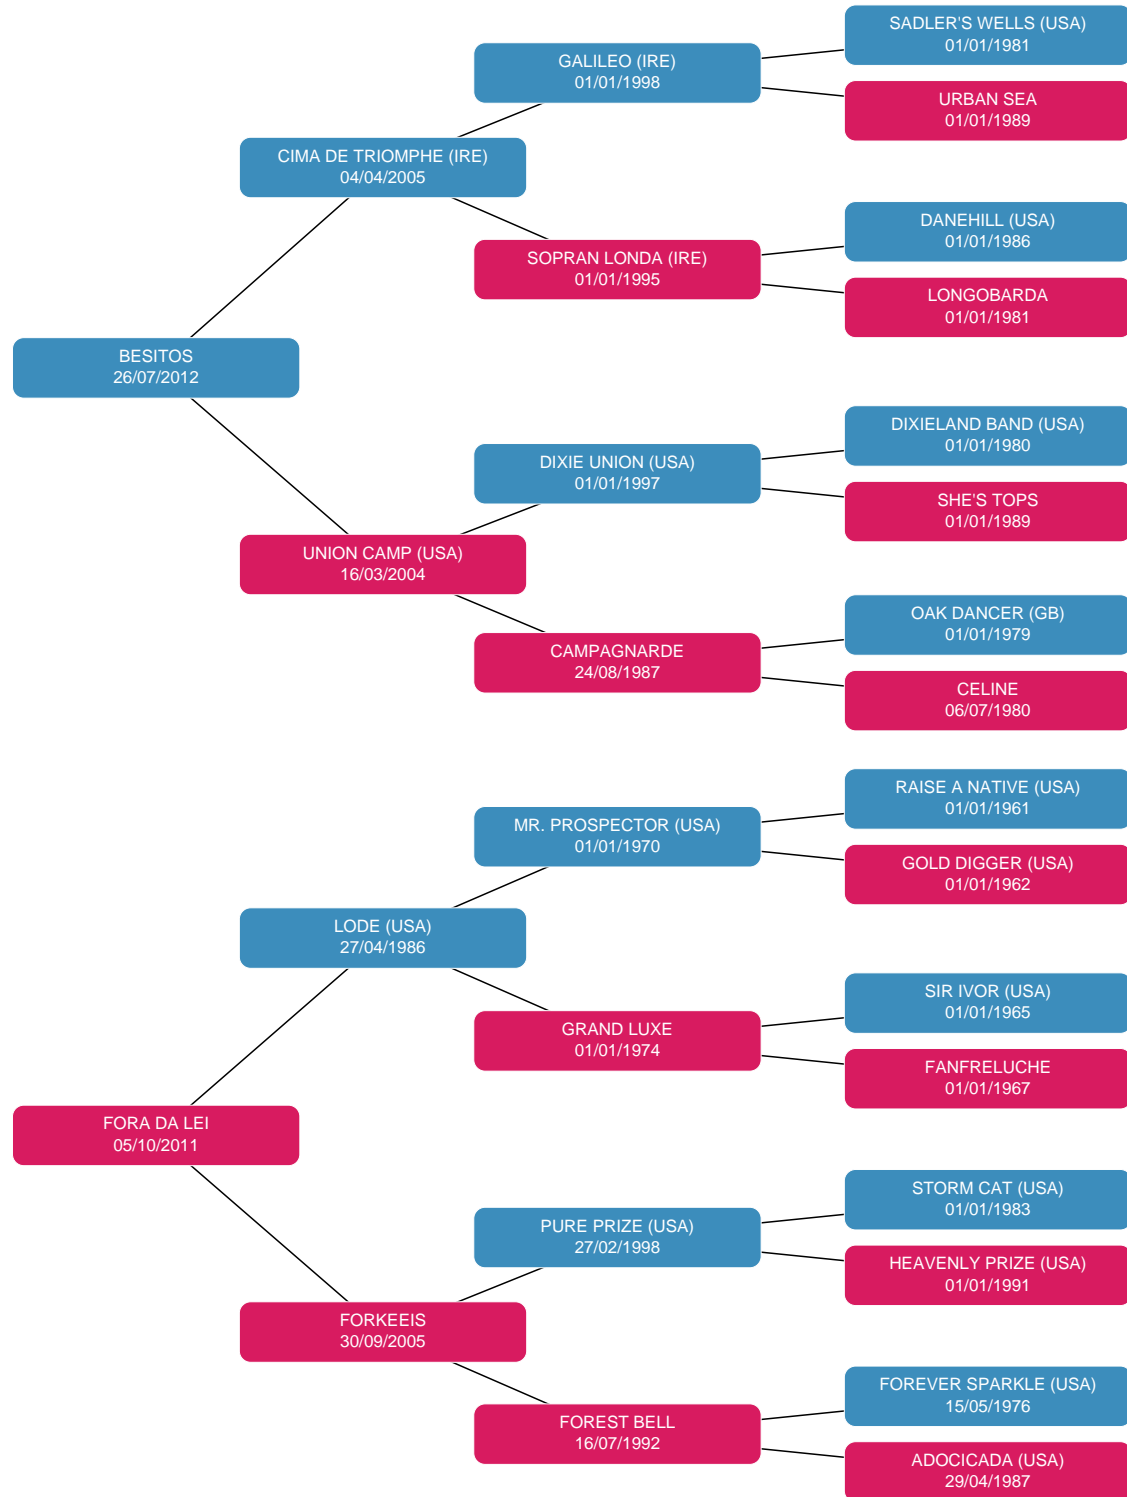 SADLER'S WELLS (USA)
01/01/1981
GALILEO (IRE)
01/01/1998
URBAN SEA
01/01/1989
CIMA DE TRIOMPHE (IRE)
04/04/2005
DANEHILL (USA)
01/01/1986
SOPRAN LONDA (IRE)
01/01/1995
LONGOBARDA
01/01/1981
BESITOS
26/07/2012
DIXIELAND BAND (USA)
01/01/1980
DIXIE UNION (USA)
01/01/1997
SHE'S TOPS
01/01/1989
UNION CAMP (USA)
16/03/2004
OAK DANCER (GB)
01/01/1979
CAMPAGNARDE
24/08/1987
CELINE
06/07/1980
RAISE A NATIVE (USA)
01/01/1961
MR. PROSPECTOR (USA)
01/01/1970
GOLD DIGGER (USA)
01/01/1962
LODE (USA)
27/04/1986
SIR IVOR (USA)
01/01/1965
GRAND LUXE
01/01/1974
FANFRELUCHE
01/01/1967
FORA DA LEI
05/10/2011
STORM CAT (USA)
01/01/1983
PURE PRIZE (USA)
27/02/1998
HEAVENLY PRIZE (USA)
01/01/1991
FORKEEIS
30/09/2005
FOREVER SPARKLE (USA)
15/05/1976
FOREST BELL
16/07/1992
ADOCICADA (USA)
29/04/1987